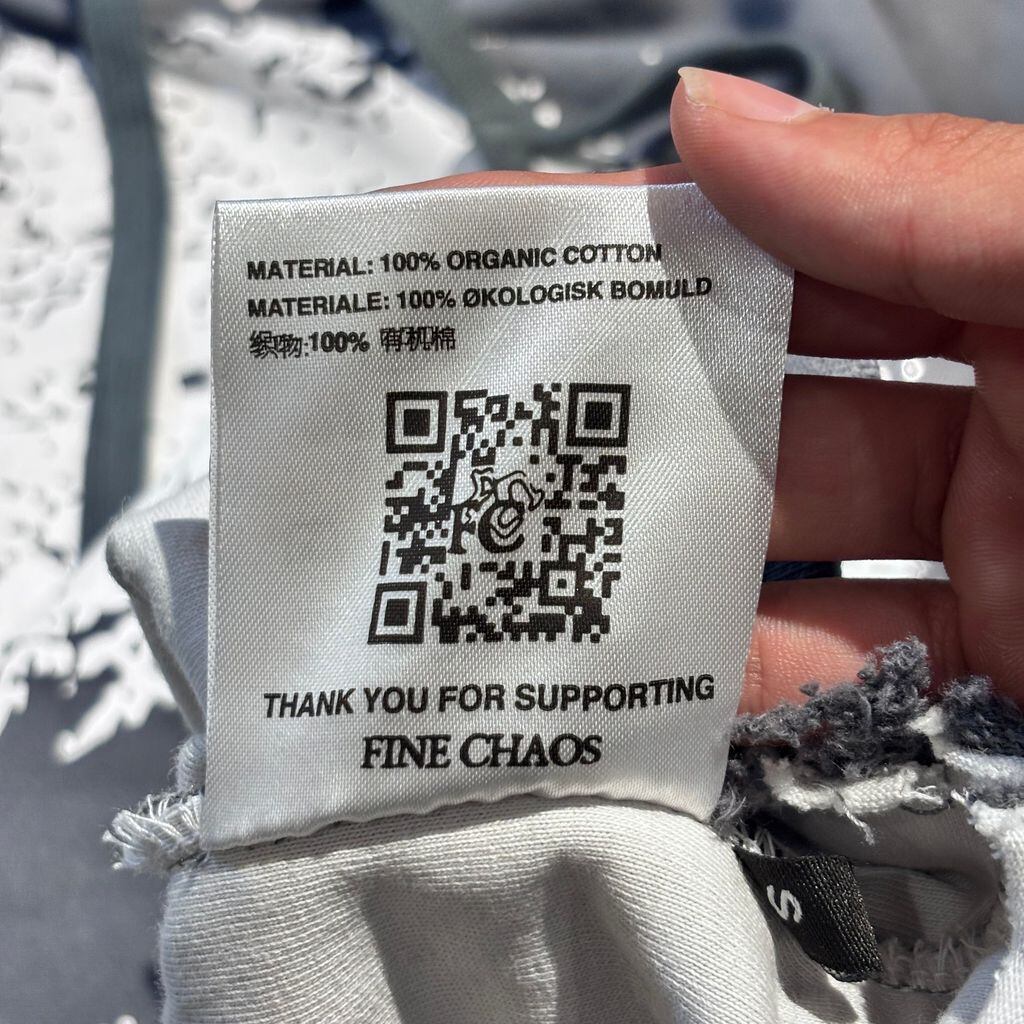 MATERIAL: 100% ORGANIC COTTON
MATERIALE: 100% ØKOLOGISK BOMULD
织物:100% 有机棉
THANK YOU FOR SUPPORTING
FINE CHAOS
S